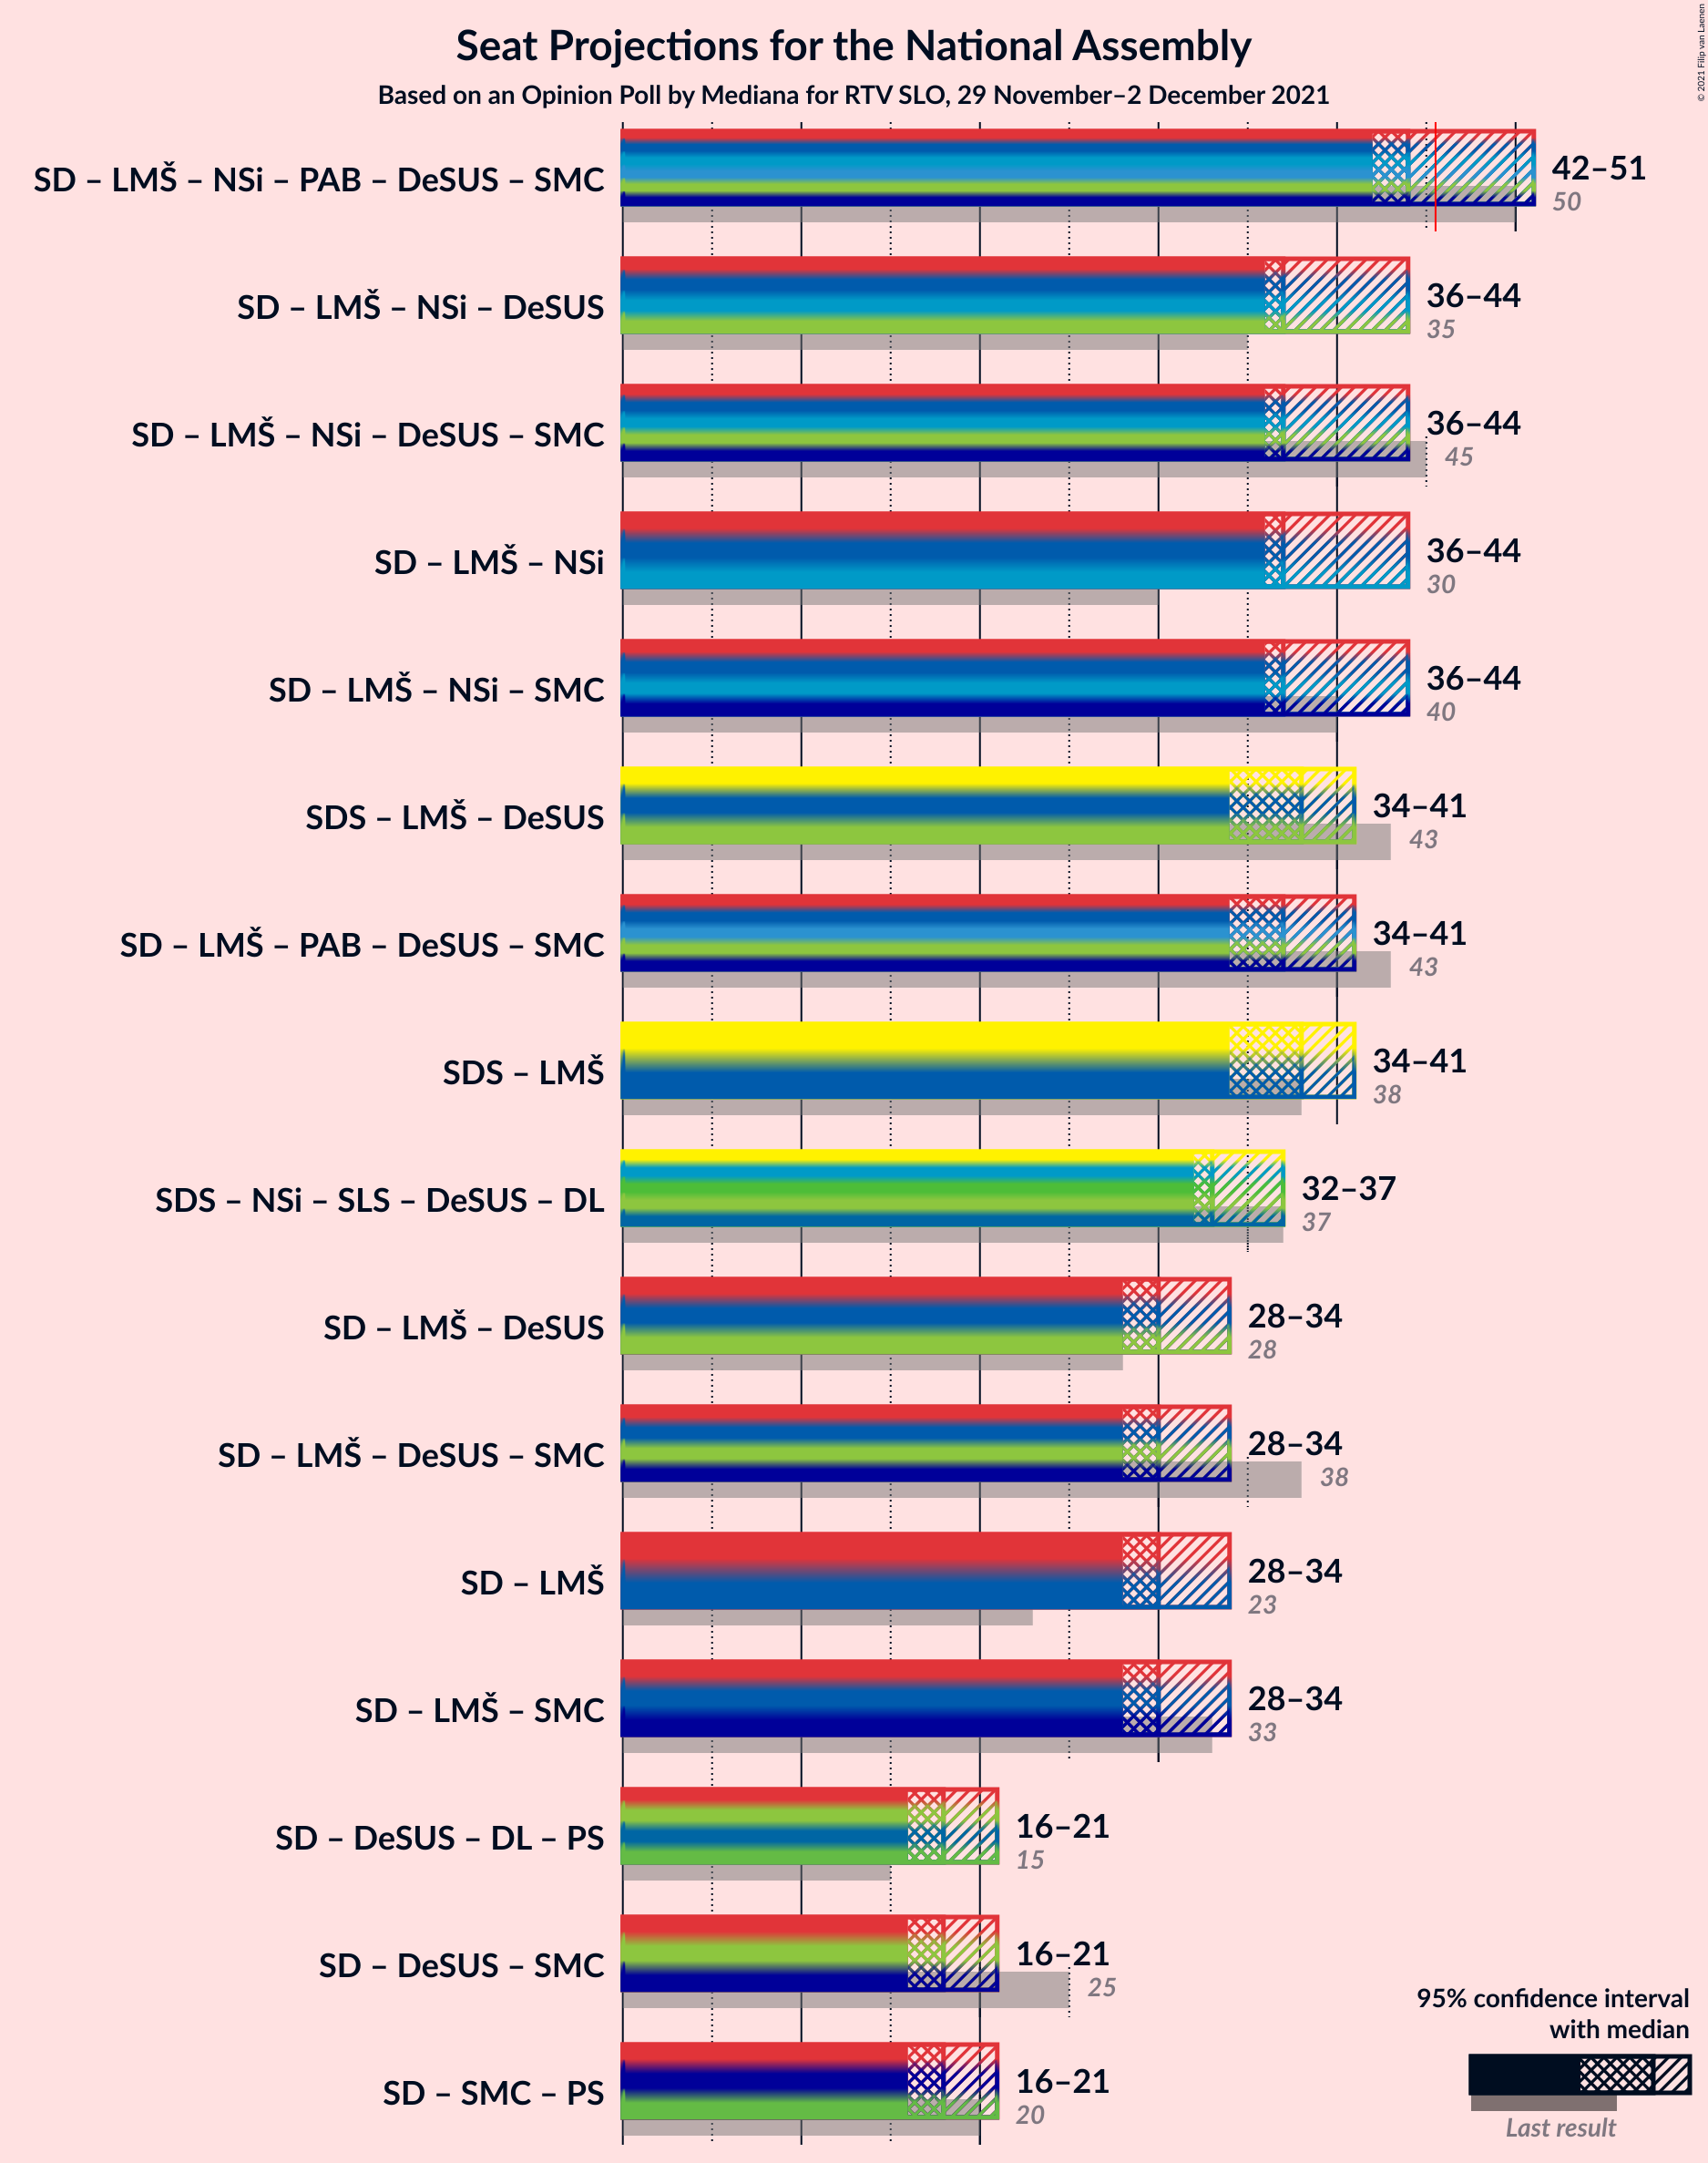 Seat Projections for the National Assembly
Based on an Opinion Poll by Mediana for RTV SLO, 29 November–2 December 2021
© 2021 Filip van Laenen
SD – LMŠ – NSi – PAB – DeSUS – SMC
42–51
50
SD – LMŠ – NSi – DeSUS
36–44
35
SD – LMŠ – NSi – DeSUS – SMC
36–44
45
SD – LMŠ – NSi
36–44
30
SD – LMŠ – NSi – SMC
36–44
40
SDS – LMŠ – DeSUS
34–41
43
SD – LMŠ – PAB – DeSUS – SMC
34–41
43
SDS – LMŠ
34–41
38
SDS – NSi – SLS – DeSUS – DL
32–37
37
SD – LMŠ – DeSUS
28–34
28
SD – LMŠ – DeSUS – SMC
28–34
38
SD – LMŠ
28–34
23
SD – LMŠ – SMC
28–34
33
SD – DeSUS – DL – PS
16–21
15
SD – DeSUS – SMC
16–21
25
SD – SMC – PS
16–21
20
95% confidence interval
with median
Last result